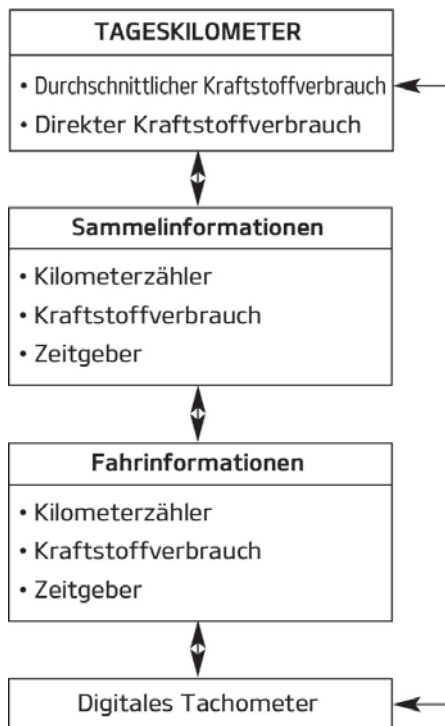 TAGESKILOMETER
• Durchschnittlicher Kraftstoffverbrauch
• Direkter Kraftstoffverbrauch
Sammelinformationen
• Kilometerzähler
• Kraftstoffverbrauch
• Zeitgeber
Fahrinformationen
• Kilometerzähler
• Kraftstoffverbrauch
• Zeitgeber
Digitales Tachometer